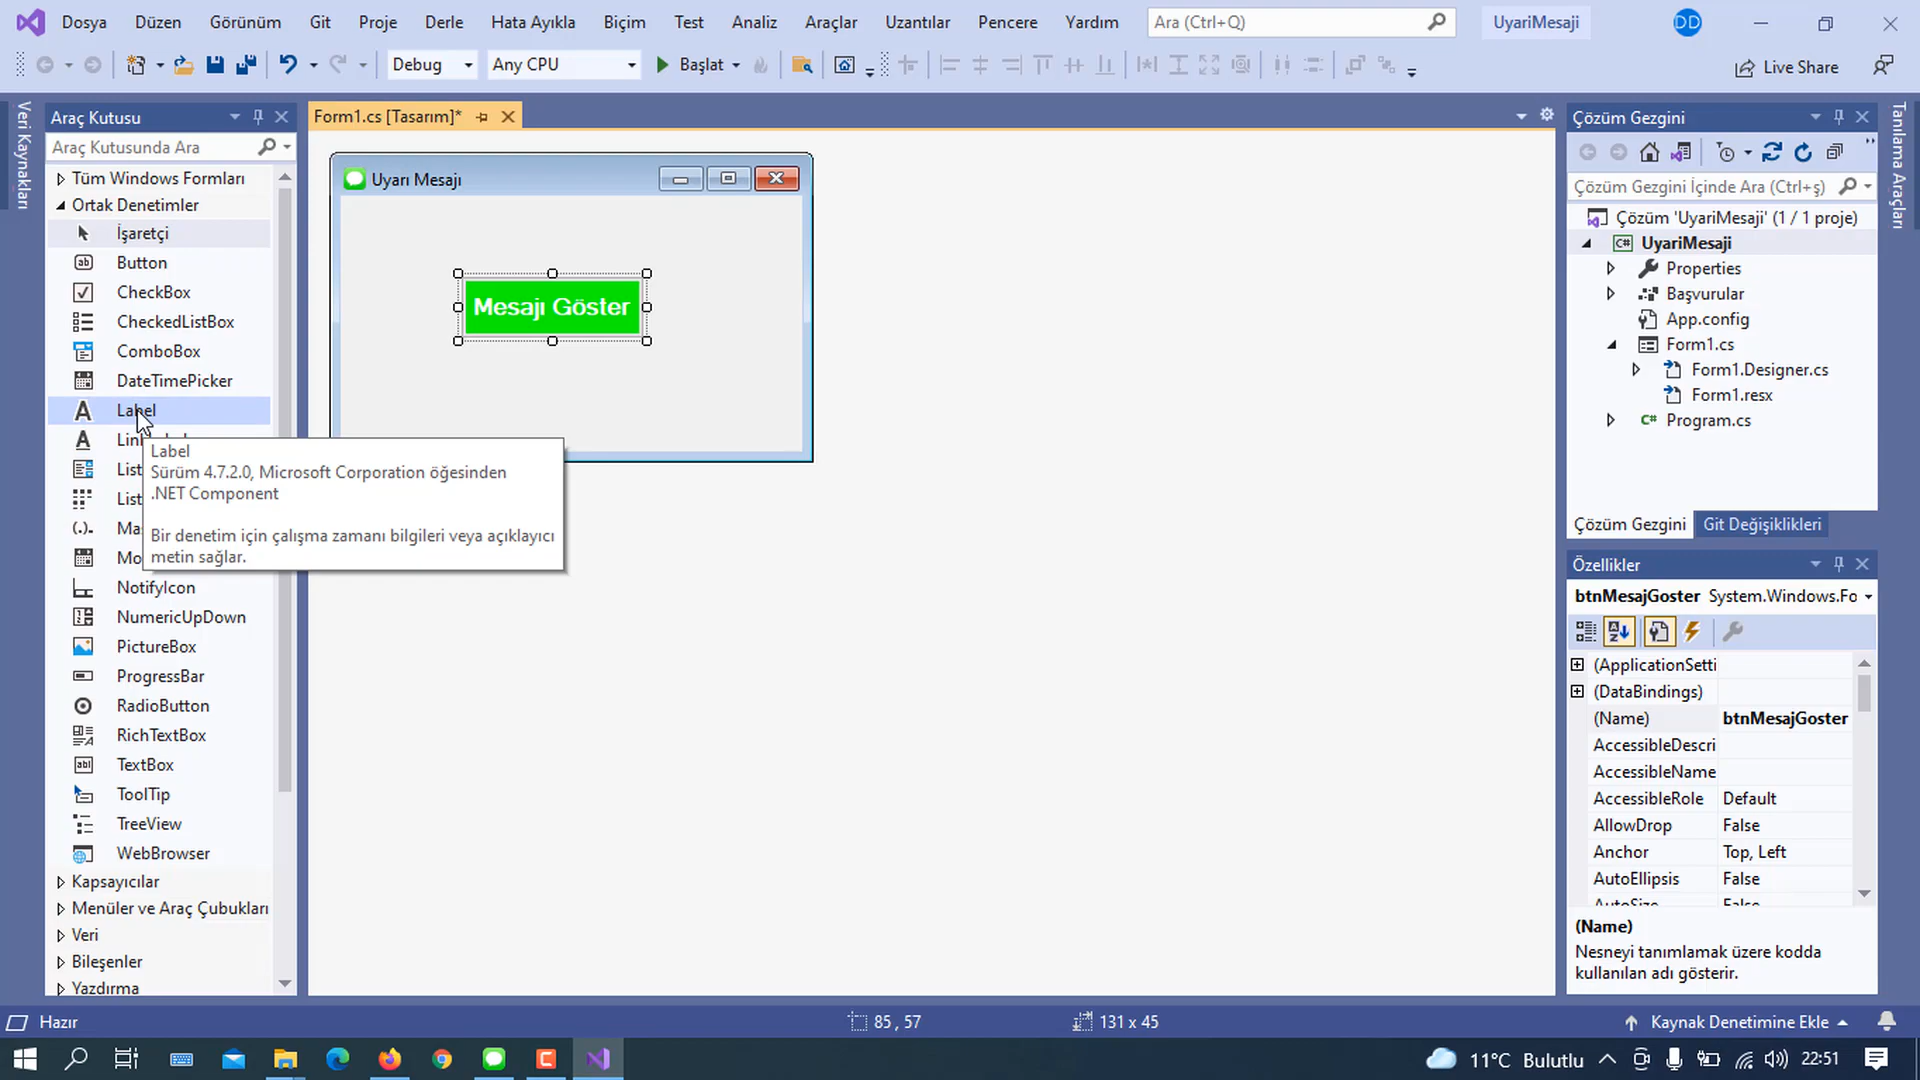 Dosya Düzen Görünüm Git Proje Derle Hata Ayıkla Biçim Test Analiz Araçlar Uzantılar Pencere Yardım Ara (Ctrl+Q) UyariMesaji DD
Debug Any CPU Başlat Live Share
Veri Kaynakları
Araç Kutusu
Araç Kutusunda Ara
Tüm Windows Formları
Ortak Denetimler
İşaretçi
Button
CheckBox
CheckedListBox
ComboBox
DateTimePicker
Label
NotifyIcon
NumericUpDown
PictureBox
ProgressBar
RadioButton
RichTextBox
TextBox
ToolTip
TreeView
WebBrowser
Kapsayıcılar
Menüler ve Araç Çubukları
Veri
Bileşenler
Yazdırma
Label
Sürüm 4.7.2.0, Microsoft Corporation öğesinden
.NET Component
Bir denetim için çalışma zamanı bilgileri veya açıklayıcı
metin sağlar.
Form1.cs [Tasarım]*
Uyarı Mesajı
Mesajı Göster
Çözüm Gezgini
Çözüm Gezgini İçinde Ara (Ctrl+ş)
Çözüm 'UyariMesaji' (1 / 1 proje)
C# UyariMesaji
Properties
Başvurular
App.config
Form1.cs
Form1.Designer.cs
Form1.resx
C# Program.cs
Çözüm Gezgini Git Değişiklikleri
Tanılama Araçları
Özellikler
btnMesajGoster System.Windows.Fo
(ApplicationSetti
(DataBindings)
(Name) btnMesajGoster
AccessibleDescri
AccessibleName
AccessibleRole Default
AllowDrop False
Anchor Top, Left
AutoEllipsis False
AutoSize False
(Name)
Nesneyi tanımlamak üzere kodda
kullanılan adı gösterir.
Hazır 85 , 57 131 x 45 Kaynak Denetimine Ekle
11°C Bulutlu 22:51